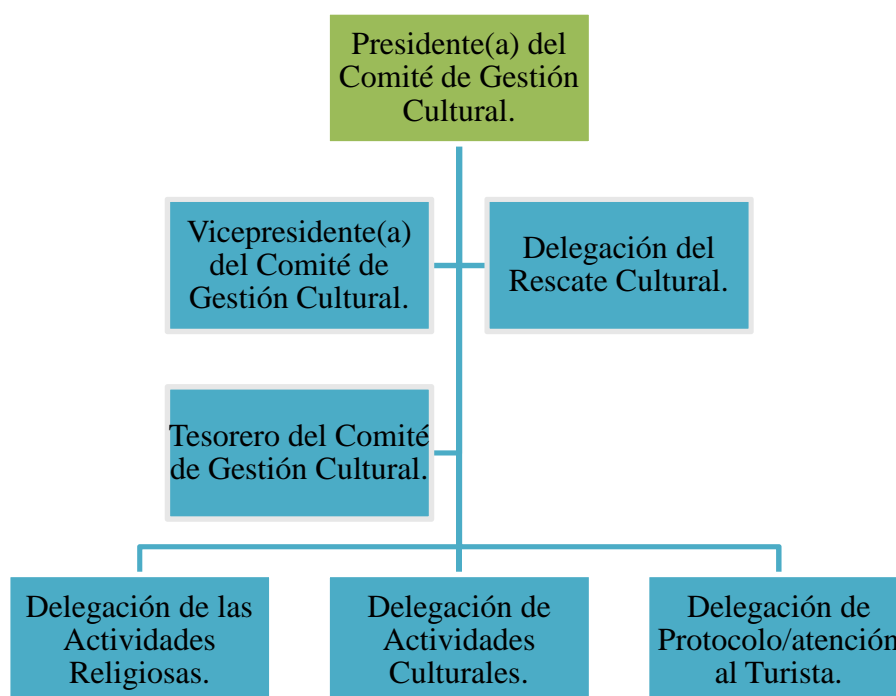 Presidente(a) del
Comité de Gestión
Cultural.
Vicepresidente(a)
del Comité de
Gestión Cultural.
Delegación del
Rescate Cultural.
Tesorero del Comité
de Gestión Cultural.
Delegación de las
Actividades
Religiosas.
Delegación de
Actividades
Culturales.
Delegación de
Protocolo/atención
al Turista.